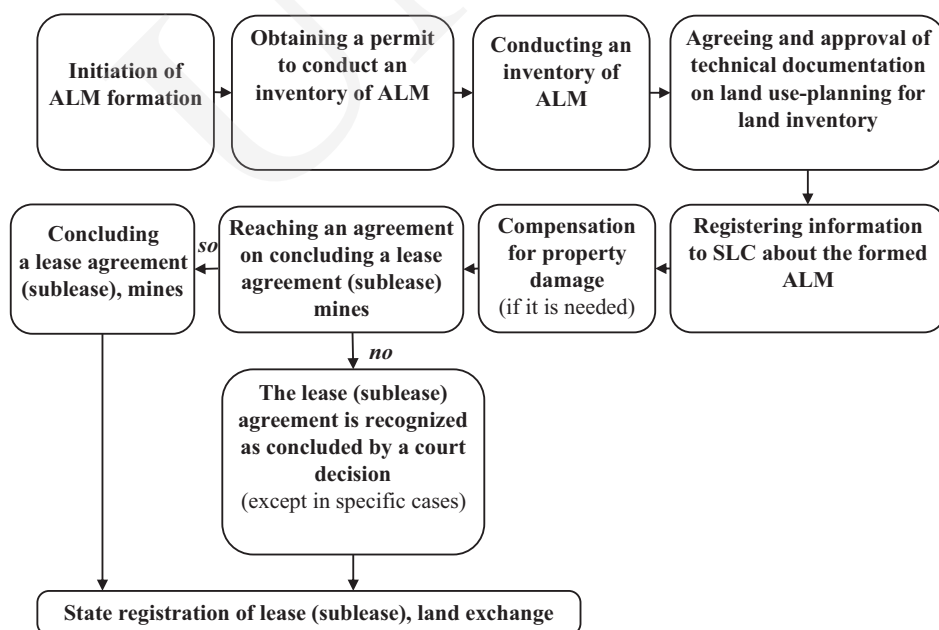 Initiation of
ALM formation
Obtaining a permit
to conduct an
inventory of ALM
Conducting an
inventory of
ALM
Agreeing and approval of
technical documentation
on land use-planning for
land inventory
Registering information
to SLC about the formed
ALM
Compensation
for property
damage
(if it is needed)
Reaching an agreement
on concluding a lease
agreement (sublease)
mines
so
Concluding
a lease agreement
(sublease), mines
no
The lease (sublease)
agreement is recognized
as concluded by a court
decision
(except in specific cases)
State registration of lease (sublease), land exchange